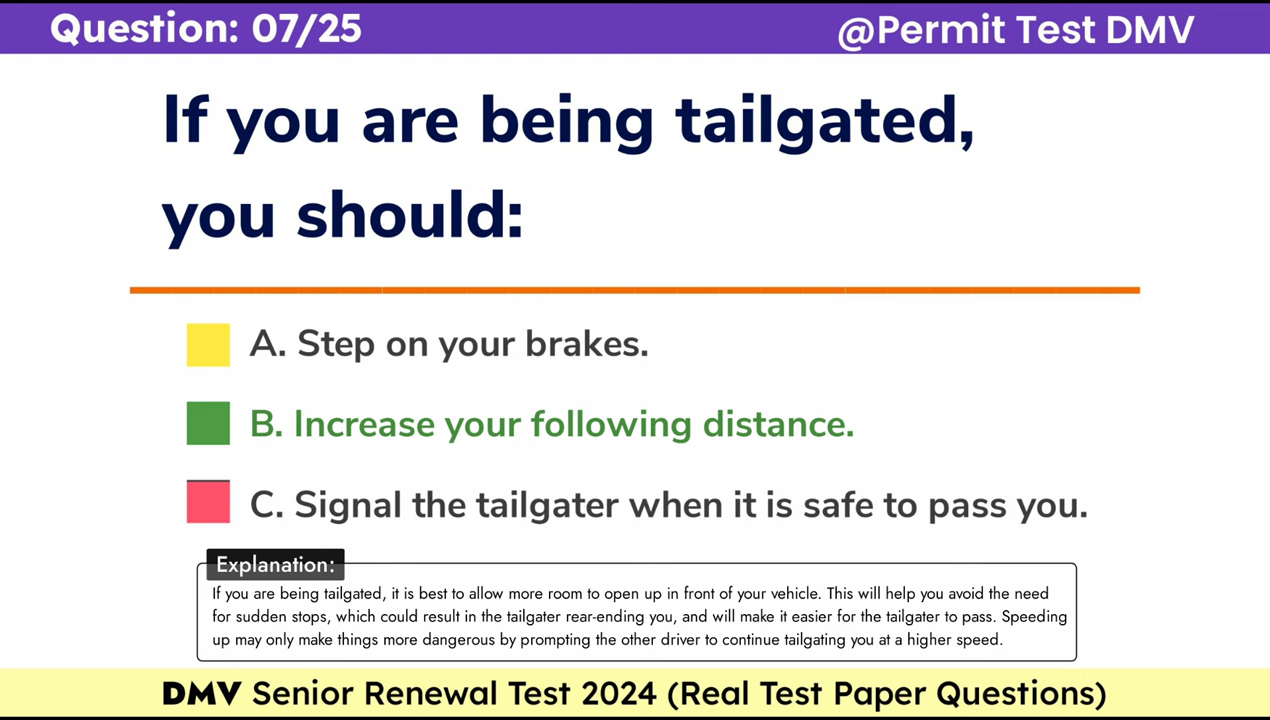 Question: 07/25
@Permit Test DMV
If you are being tailgated,
you should:
A. Step on your brakes.
B. Increase your following distance.
C. Signal the tailgater when it is safe to pass you.
Explanation:
If you are being tailgated, it is best to allow more room to open up in front of your vehicle. This will help you avoid the need
for sudden stops, which could result in the tailgater rear-ending you, and will make it easier for the tailgater to pass. Speeding
up may only make things more dangerous by prompting the other driver to continue tailgating you at a higher speed.
DMV Senior Renewal Test 2024 (Real Test Paper Questions)